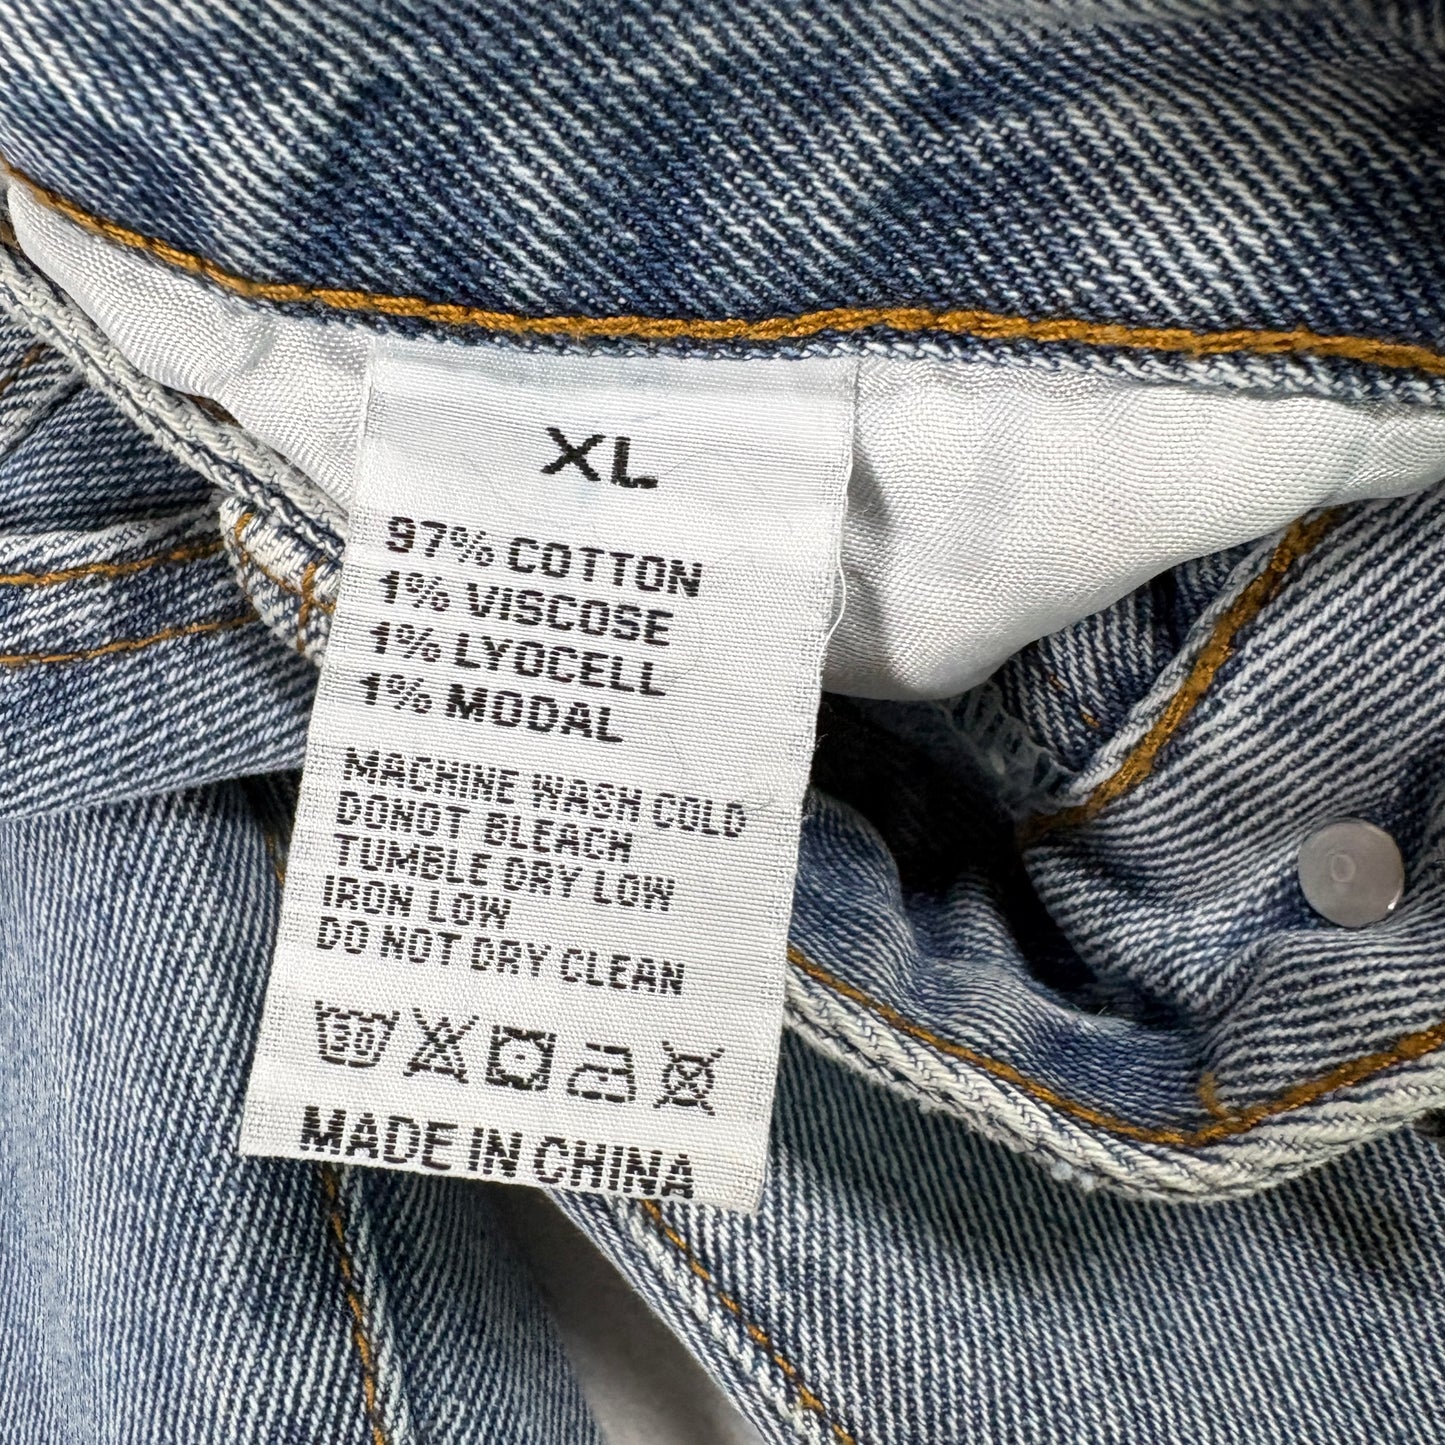 XL
97% COTTON
1% VISCOSE
1% LYOCELL
1% MODAL
MACHINE WASH COLD
DONOT BLEACH
TUMBLE DRY LOW
IRON LOW
DO NOT DRY CLEAN
30
MADE IN CHINA